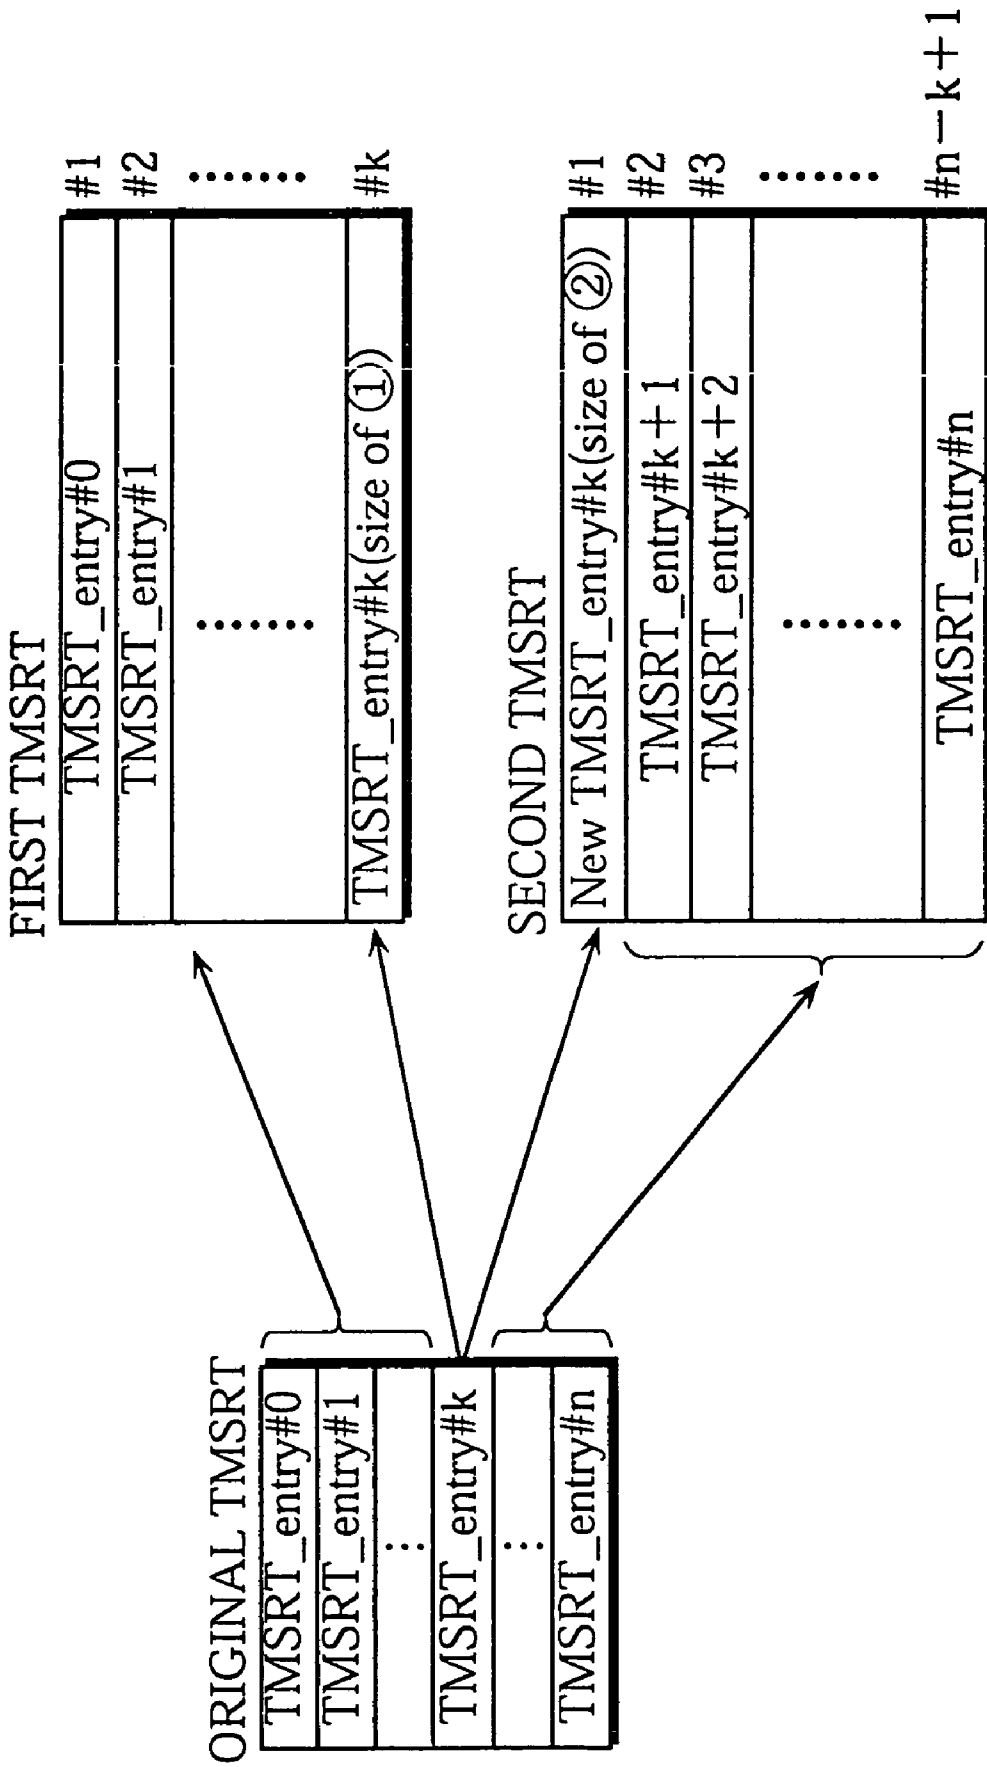 ORIGINAL TMSRT
TMSRT_entry#0
TMSRT_entry#1
...
TMSRT_entry#k
...
TMSRT_entry#n
FIRST TMSRT
TMSRT_entry#0 #1
TMSRT_entry#1 #2
....... .......
TMSRT_entry#k(size of ①) #k
SECOND TMSRT
New TMSRT_entry#k(size of ②) #1
TMSRT_entry#k+1 #2
TMSRT_entry#k+2 #3
....... .......
TMSRT_entry#n #n−k+1